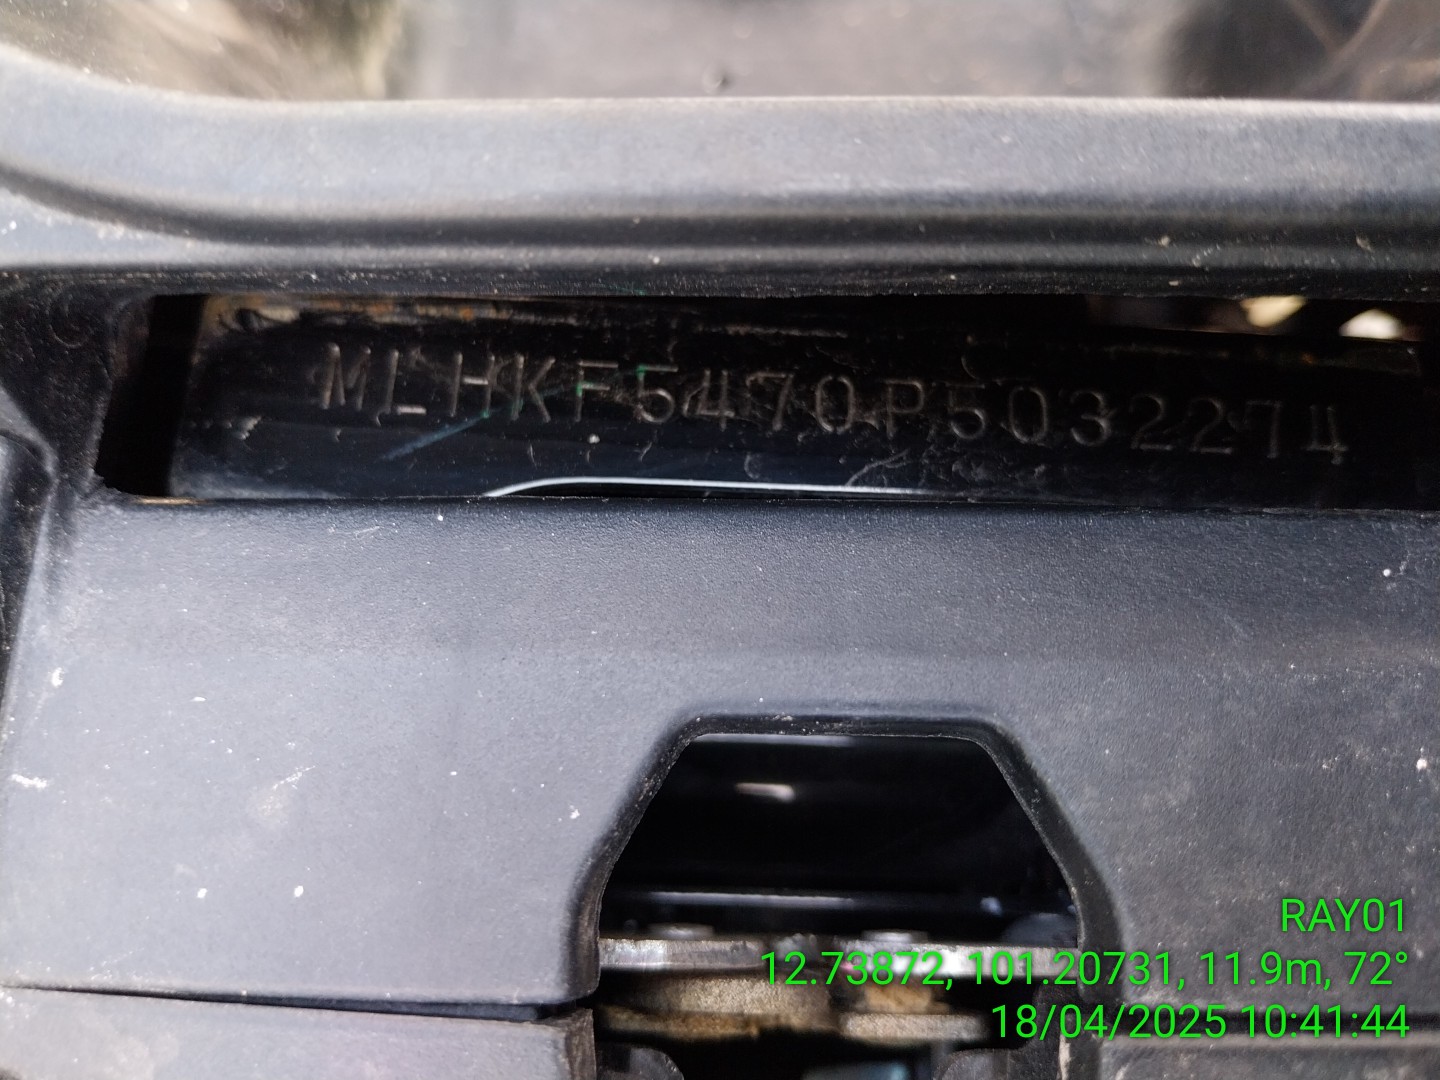 MLHKF5470P5032274
RAY01
12.73872, 101.20731, 11.9m, 72°
18/04/2025 10:41:44